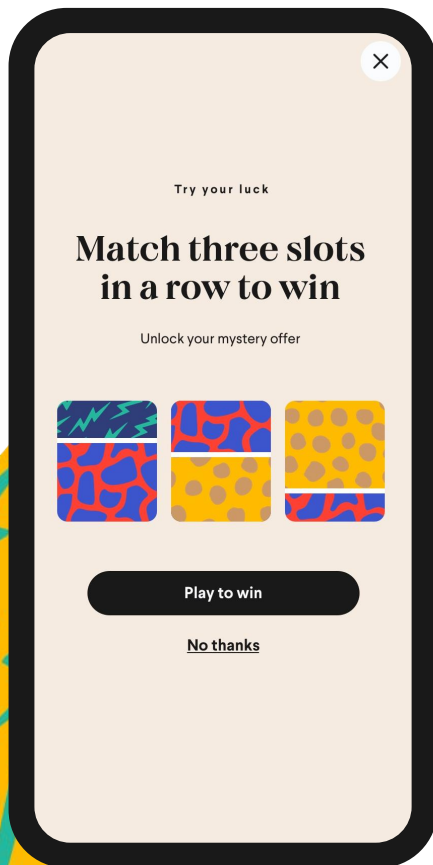 Try your luck
Match three slots
in a row to win
Unlock your mystery offer
Play to win
No thanks